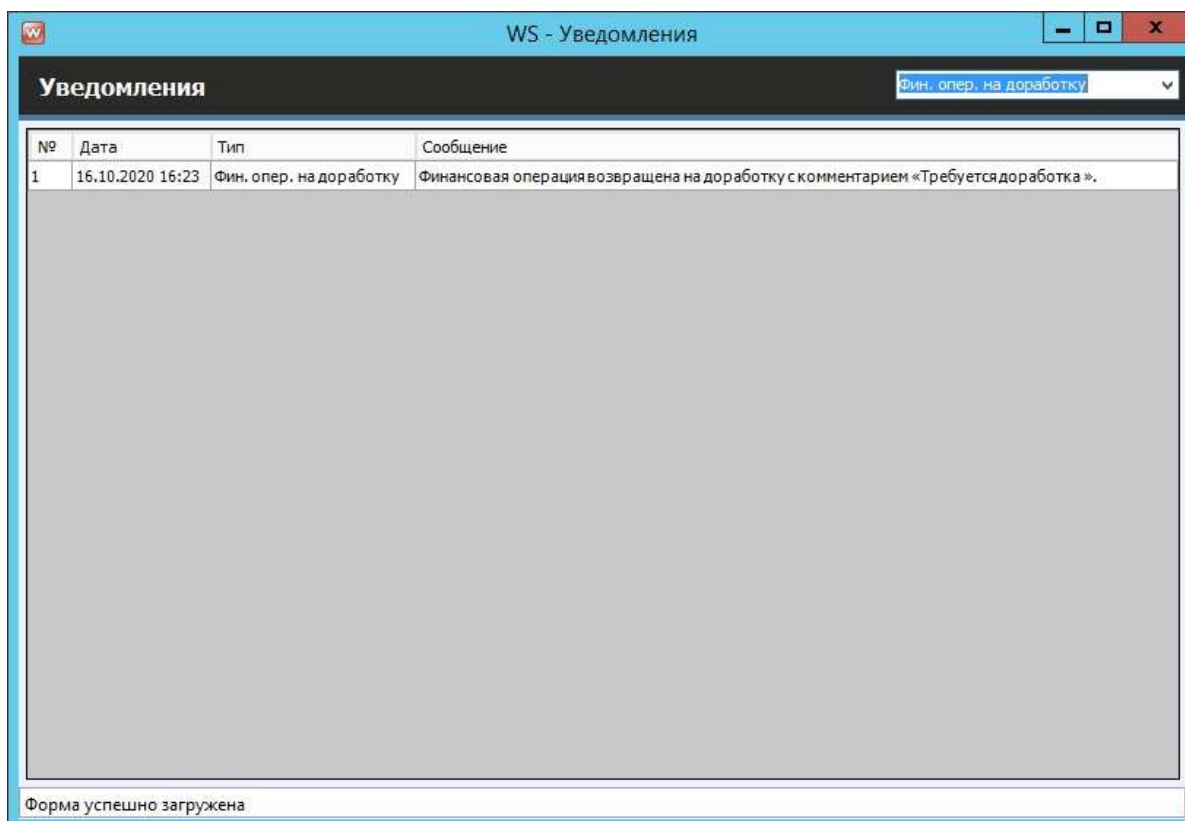 WS - Уведомления
Уведомления
Фин. опер. на доработку
№ Дата Тип Сообщение
1 16.10.2020 16:23 Фин. опер. на доработку Финансовая операция возвращена на доработку с комментарием «Требуется доработка ».
Форма успешно загружена